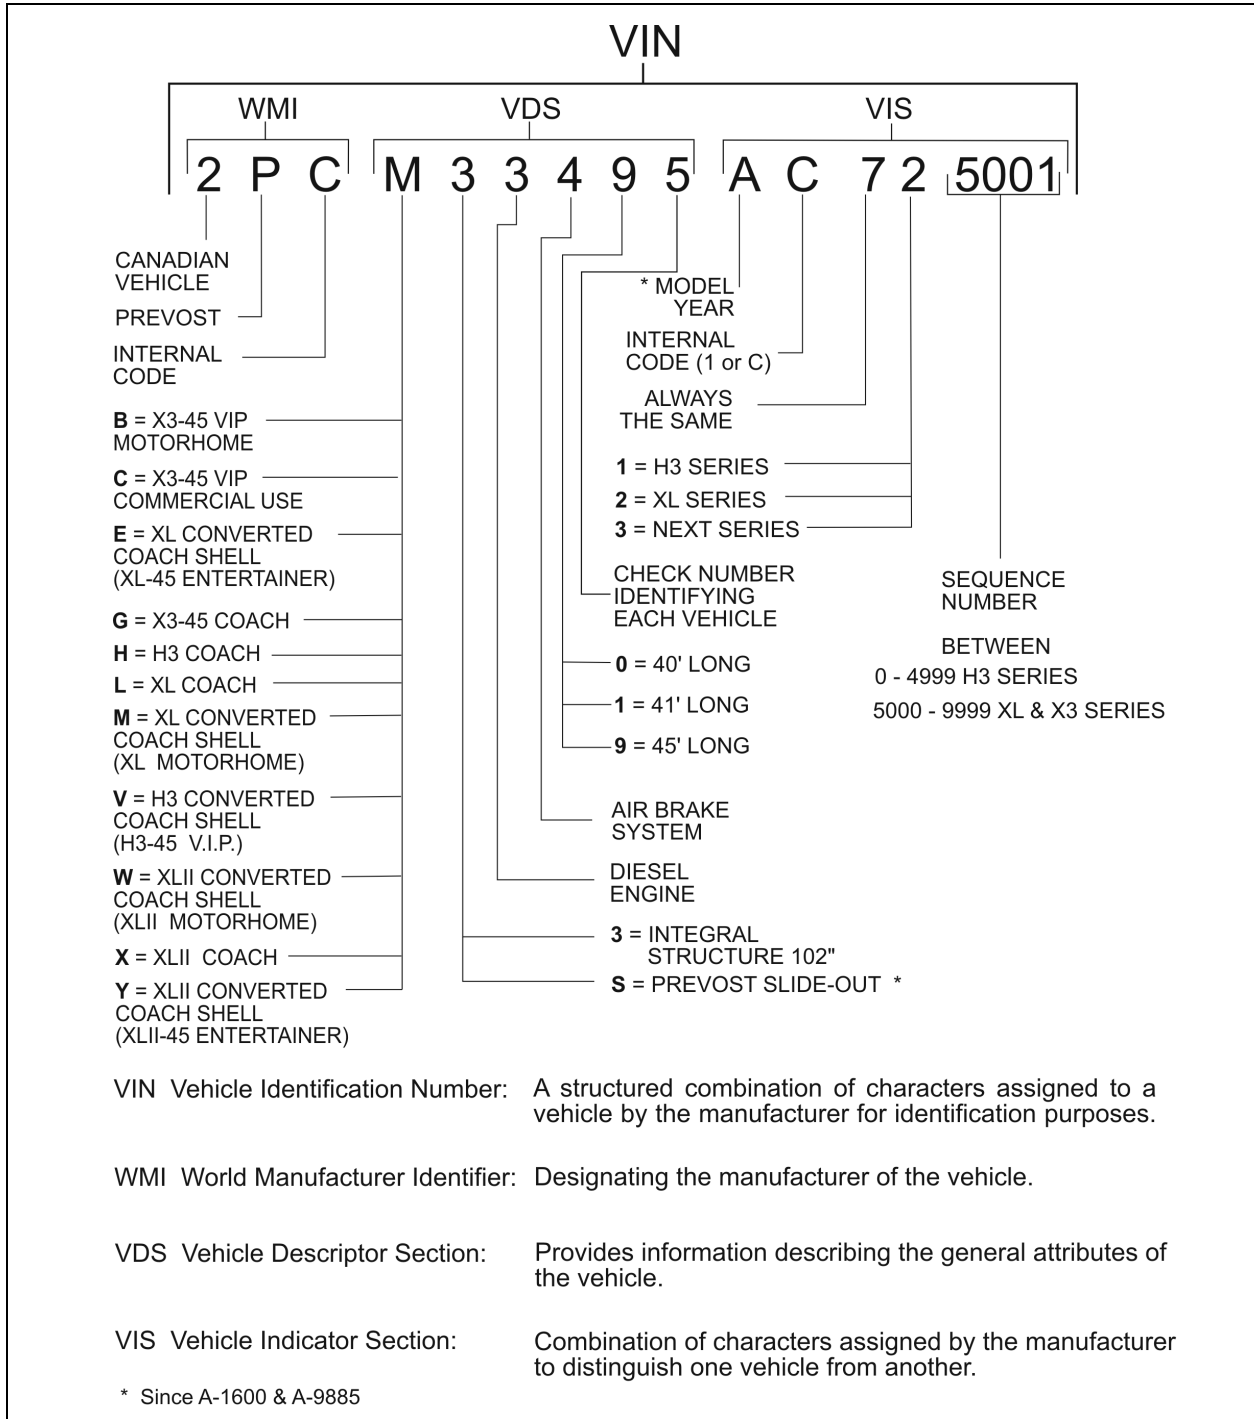 VIN
WMI VDS VIS
2 P C M 3 3 4 9 5 A C 7 2 5001
CANADIAN
VEHICLE
PREVOST
INTERNAL
CODE
B = X3-45 VIP
MOTORHOME
C = X3-45 VIP
COMMERCIAL USE
E = XL CONVERTED
COACH SHELL
(XL-45 ENTERTAINER)
G = X3-45 COACH
H = H3 COACH
L = XL COACH
M = XL CONVERTED
COACH SHELL
(XL MOTORHOME)
V = H3 CONVERTED
COACH SHELL
(H3-45 V.I.P.)
W = XLII CONVERTED
COACH SHELL
(XLII MOTORHOME)
X = XLII COACH
Y = XLII CONVERTED
COACH SHELL
(XLII-45 ENTERTAINER)
* MODEL
YEAR
INTERNAL
CODE (1 or C)
ALWAYS
THE SAME
1 = H3 SERIES
2 = XL SERIES
3 = NEXT SERIES
CHECK NUMBER
IDENTIFYING
EACH VEHICLE
0 = 40' LONG
1 = 41' LONG
9 = 45' LONG
AIR BRAKE
SYSTEM
DIESEL
ENGINE
3 = INTEGRAL
STRUCTURE 102"
S = PREVOST SLIDE-OUT *
SEQUENCE
NUMBER
BETWEEN
0 - 4999 H3 SERIES
5000 - 9999 XL & X3 SERIES
VIN Vehicle Identification Number: A structured combination of characters assigned to a
vehicle by the manufacturer for identification purposes.
WMI World Manufacturer Identifier: Designating the manufacturer of the vehicle.
VDS Vehicle Descriptor Section: Provides information describing the general attributes of
the vehicle.
VIS Vehicle Indicator Section: Combination of characters assigned by the manufacturer
to distinguish one vehicle from another.
* Since A-1600 & A-9885